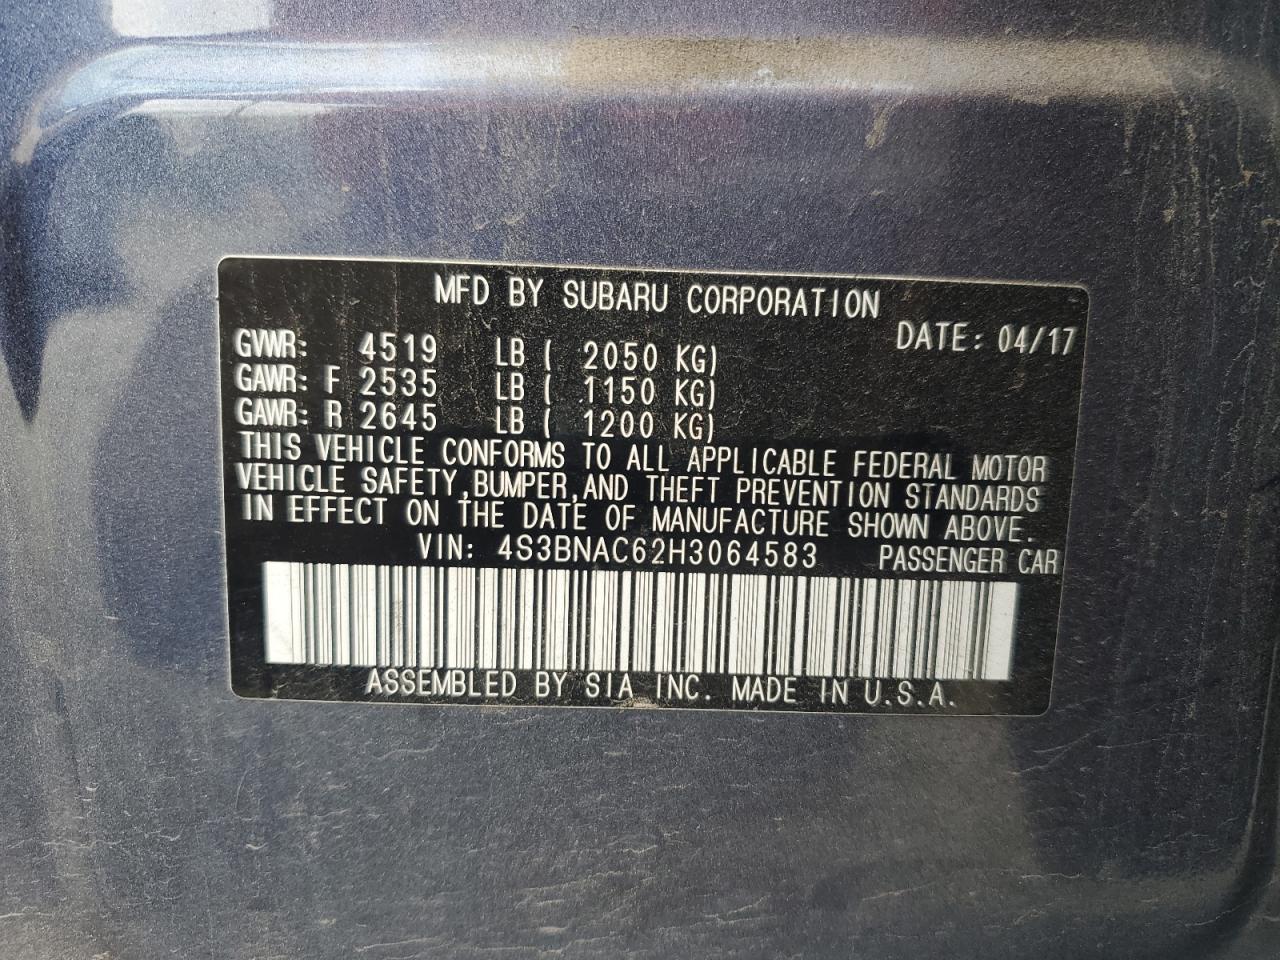 MFD BY SUBARU CORPORATION
DATE: 04/17
GVWR: 4519 LB ( 2050 KG)
GAWR: F 2535 LB ( 1150 KG)
GAWR: R 2645 LB ( 1200 KG)
THIS VEHICLE CONFORMS TO ALL APPLICABLE FEDERAL MOTOR
VEHICLE SAFETY,BUMPER,AND THEFT PREVENTION STANDARDS
IN EFFECT ON THE DATE OF MANUFACTURE SHOWN ABOVE.
VIN: 4S3BNAC62H3064583 PASSENGER CAR
ASSEMBLED BY SIA INC. MADE IN U.S.A.